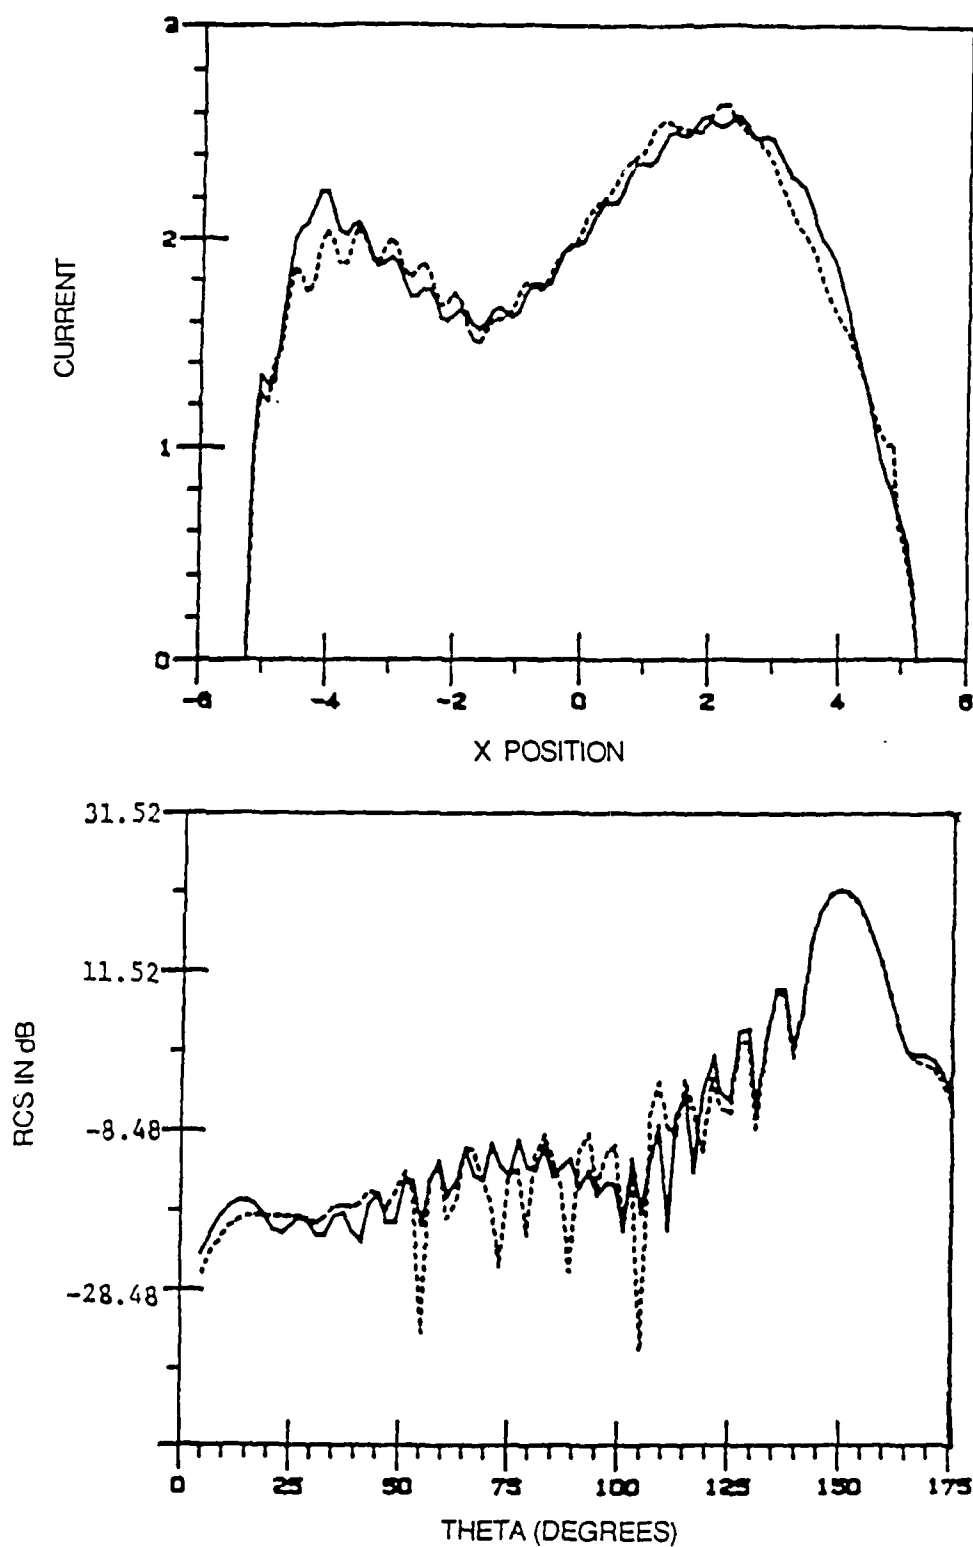 3
2
CURRENT
1
0
-6 -4 -2 0 2 4 6
X POSITION
31.52
11.52
RCS IN dB
-8.48
-28.48
0 25 50 75 100 125 150 175
THETA (DEGREES)